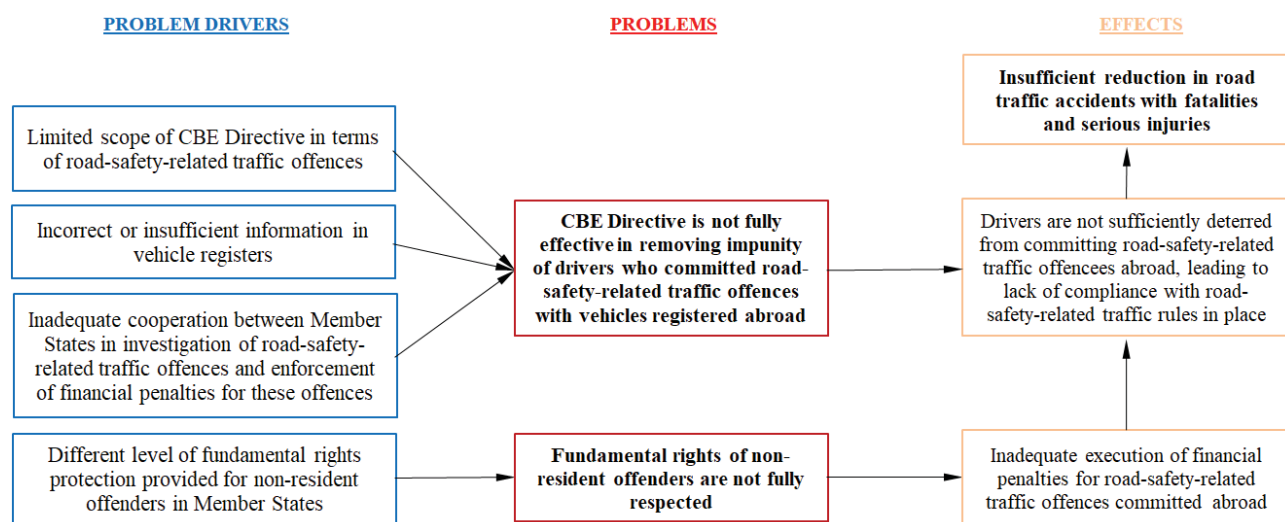 PROBLEM DRIVERS
PROBLEMS
EFFECTS
Limited scope of CBE Directive in terms
of road-safety-related traffic offences
Incorrect or insufficient information in
vehicle registers
Inadequate cooperation between Member
States in investigation of road-safety-
related traffic offences and enforcement
of financial penalties for these offences
Different level of fundamental rights
protection provided for non-resident
offenders in Member States
CBE Directive is not fully
effective in removing impunity
of drivers who committed road-
safety-related traffic offences
with vehicles registered abroad
Fundamental rights of non-
resident offenders are not fully
respected
Insufficient reduction in road
traffic accidents with fatalities
and serious injuries
Drivers are not sufficiently deterred
from committing road-safety-related
traffic offencees abroad, leading to
lack of compliance with road-
safety-related traffic rules in place
Inadequate execution of financial
penalties for road-safety-related
traffic offences committed abroad